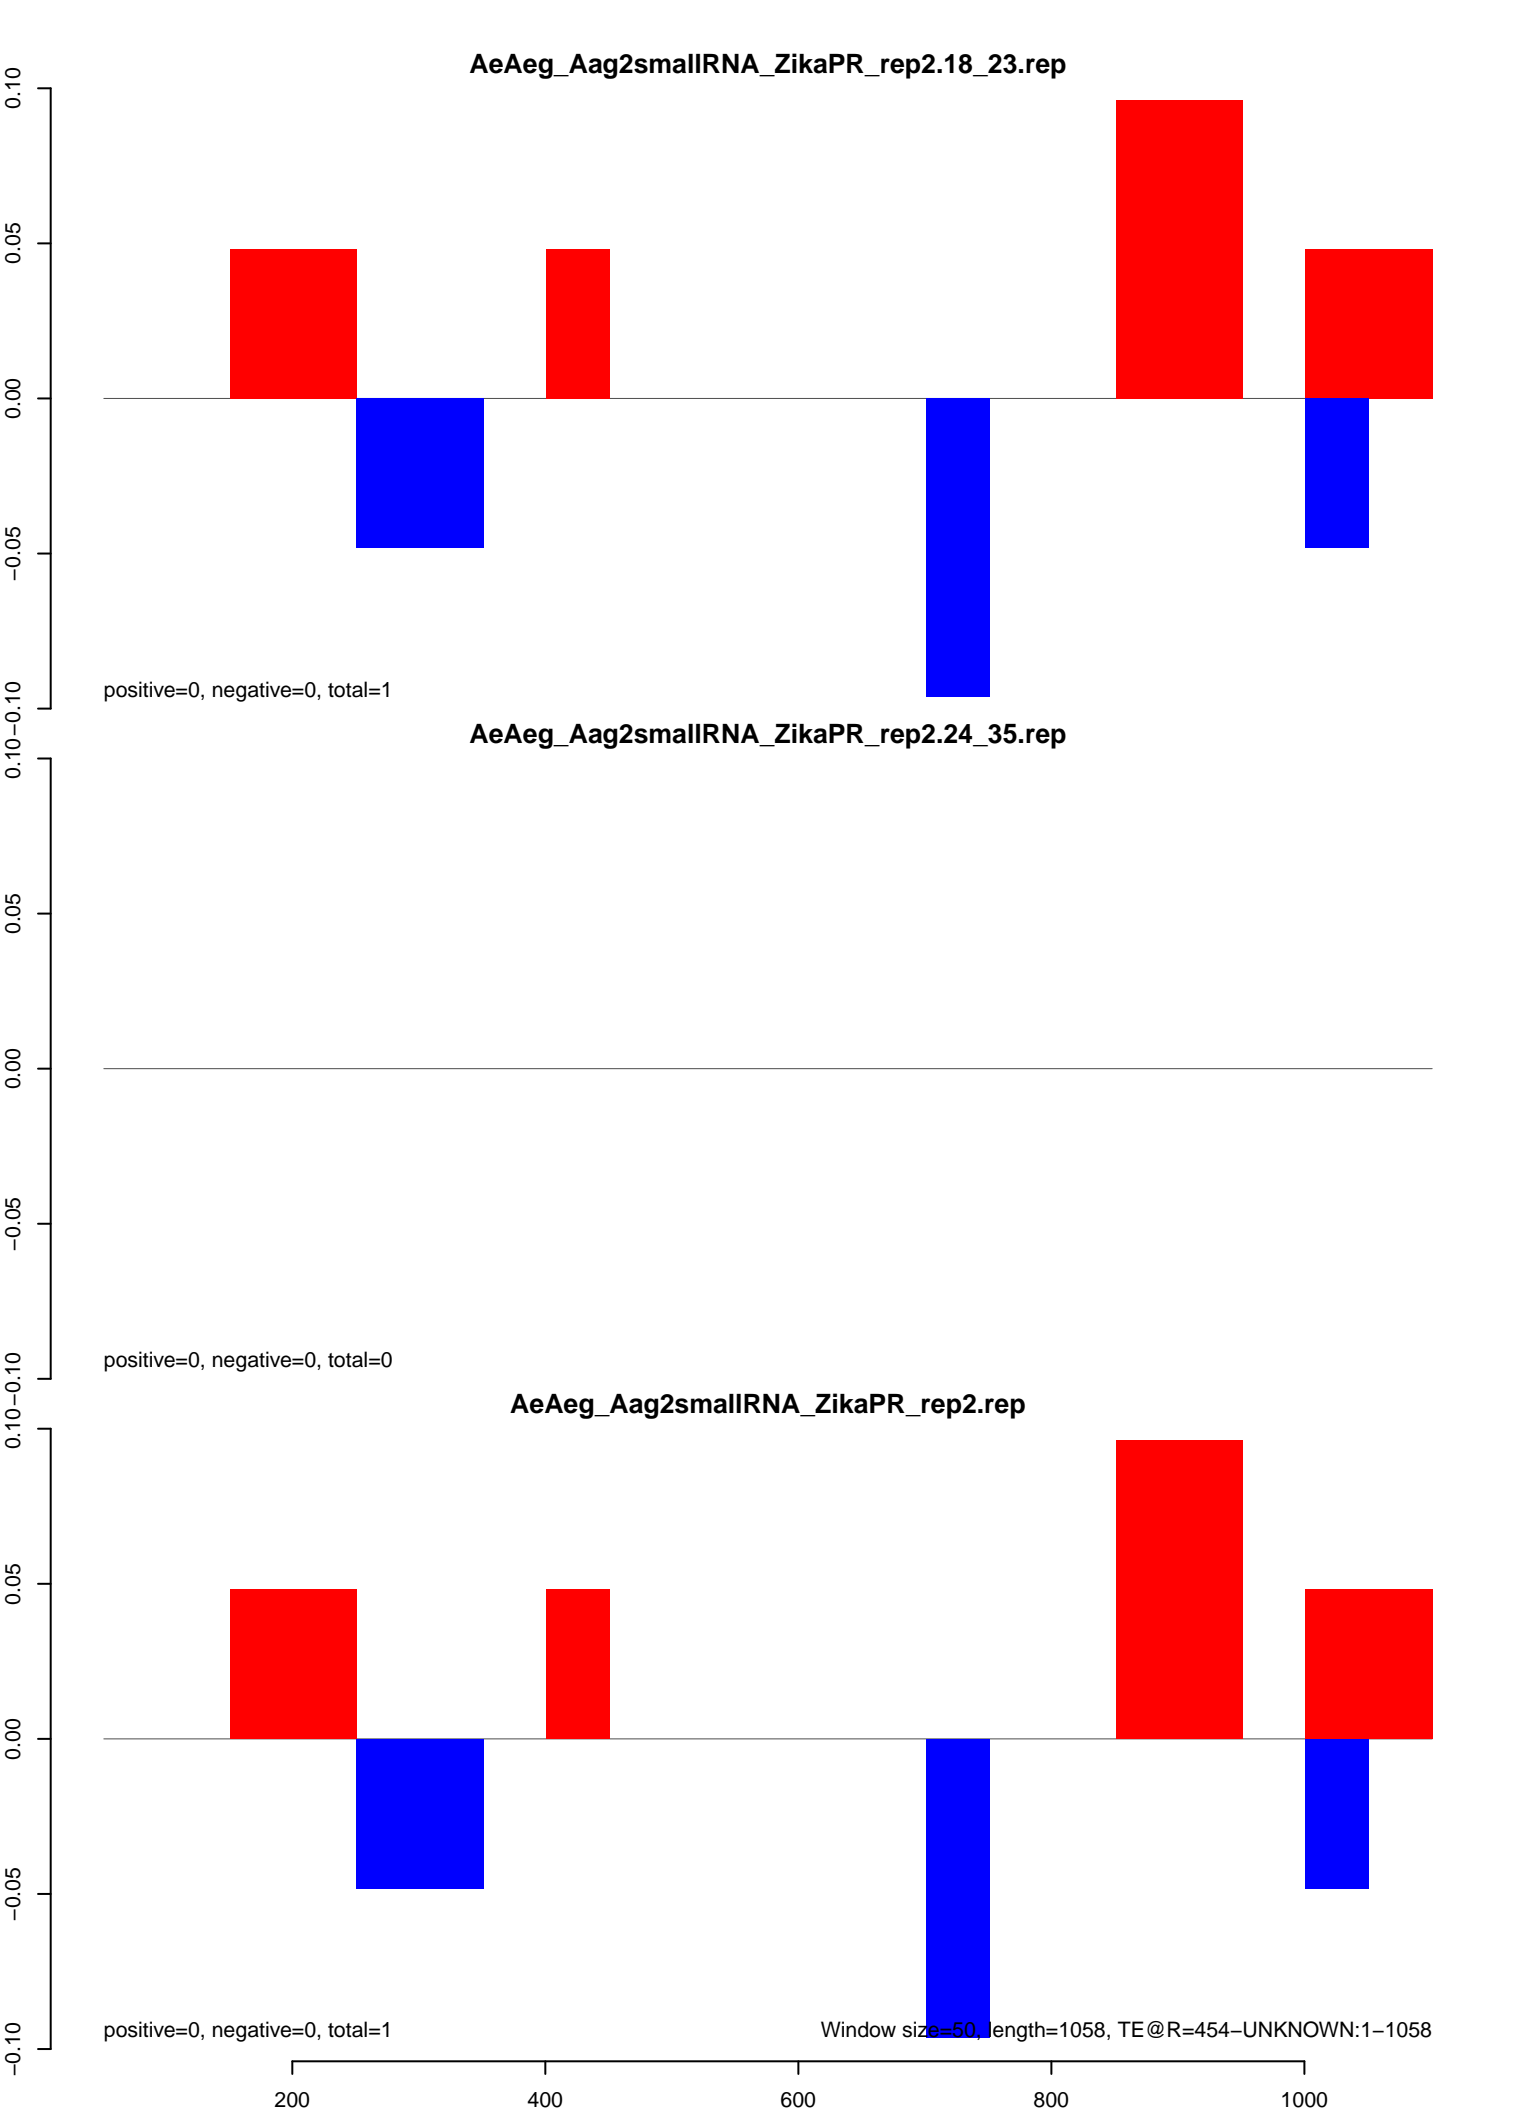 AeAeg_Aag2smallRNA_ZikaPR_rep2.18_23.rep
0.10
0.05
0.00
−0.05
−0.10
positive=0, negative=0, total=1
AeAeg_Aag2smallRNA_ZikaPR_rep2.24_35.rep
0.10
0.05
0.00
−0.05
−0.10
positive=0, negative=0, total=0
AeAeg_Aag2smallRNA_ZikaPR_rep2.rep
0.10
0.05
0.00
−0.05
−0.10
positive=0, negative=0, total=1
Window size=50, length=1058, TE@R=454−UNKNOWN:1−1058
200 400 600 800 1000